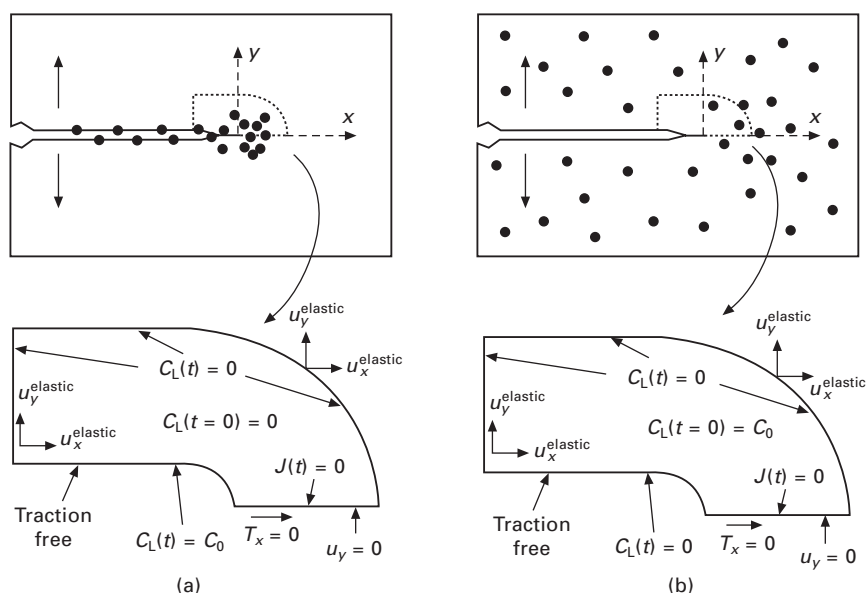 y
x
y
x
u_y^elastic
u_x^elastic
C_L(t) = 0
u_y^elastic
u_x^elastic
C_L(t = 0) = 0
J(t) = 0
Traction
free
C_L(t) = C_0
T_x = 0
u_y = 0
(a)
u_y^elastic
u_x^elastic
C_L(t) = 0
u_y^elastic
u_x^elastic
C_L(t = 0) = C_0
J(t) = 0
Traction
free
C_L(t) = 0
T_x = 0
u_y = 0
(b)